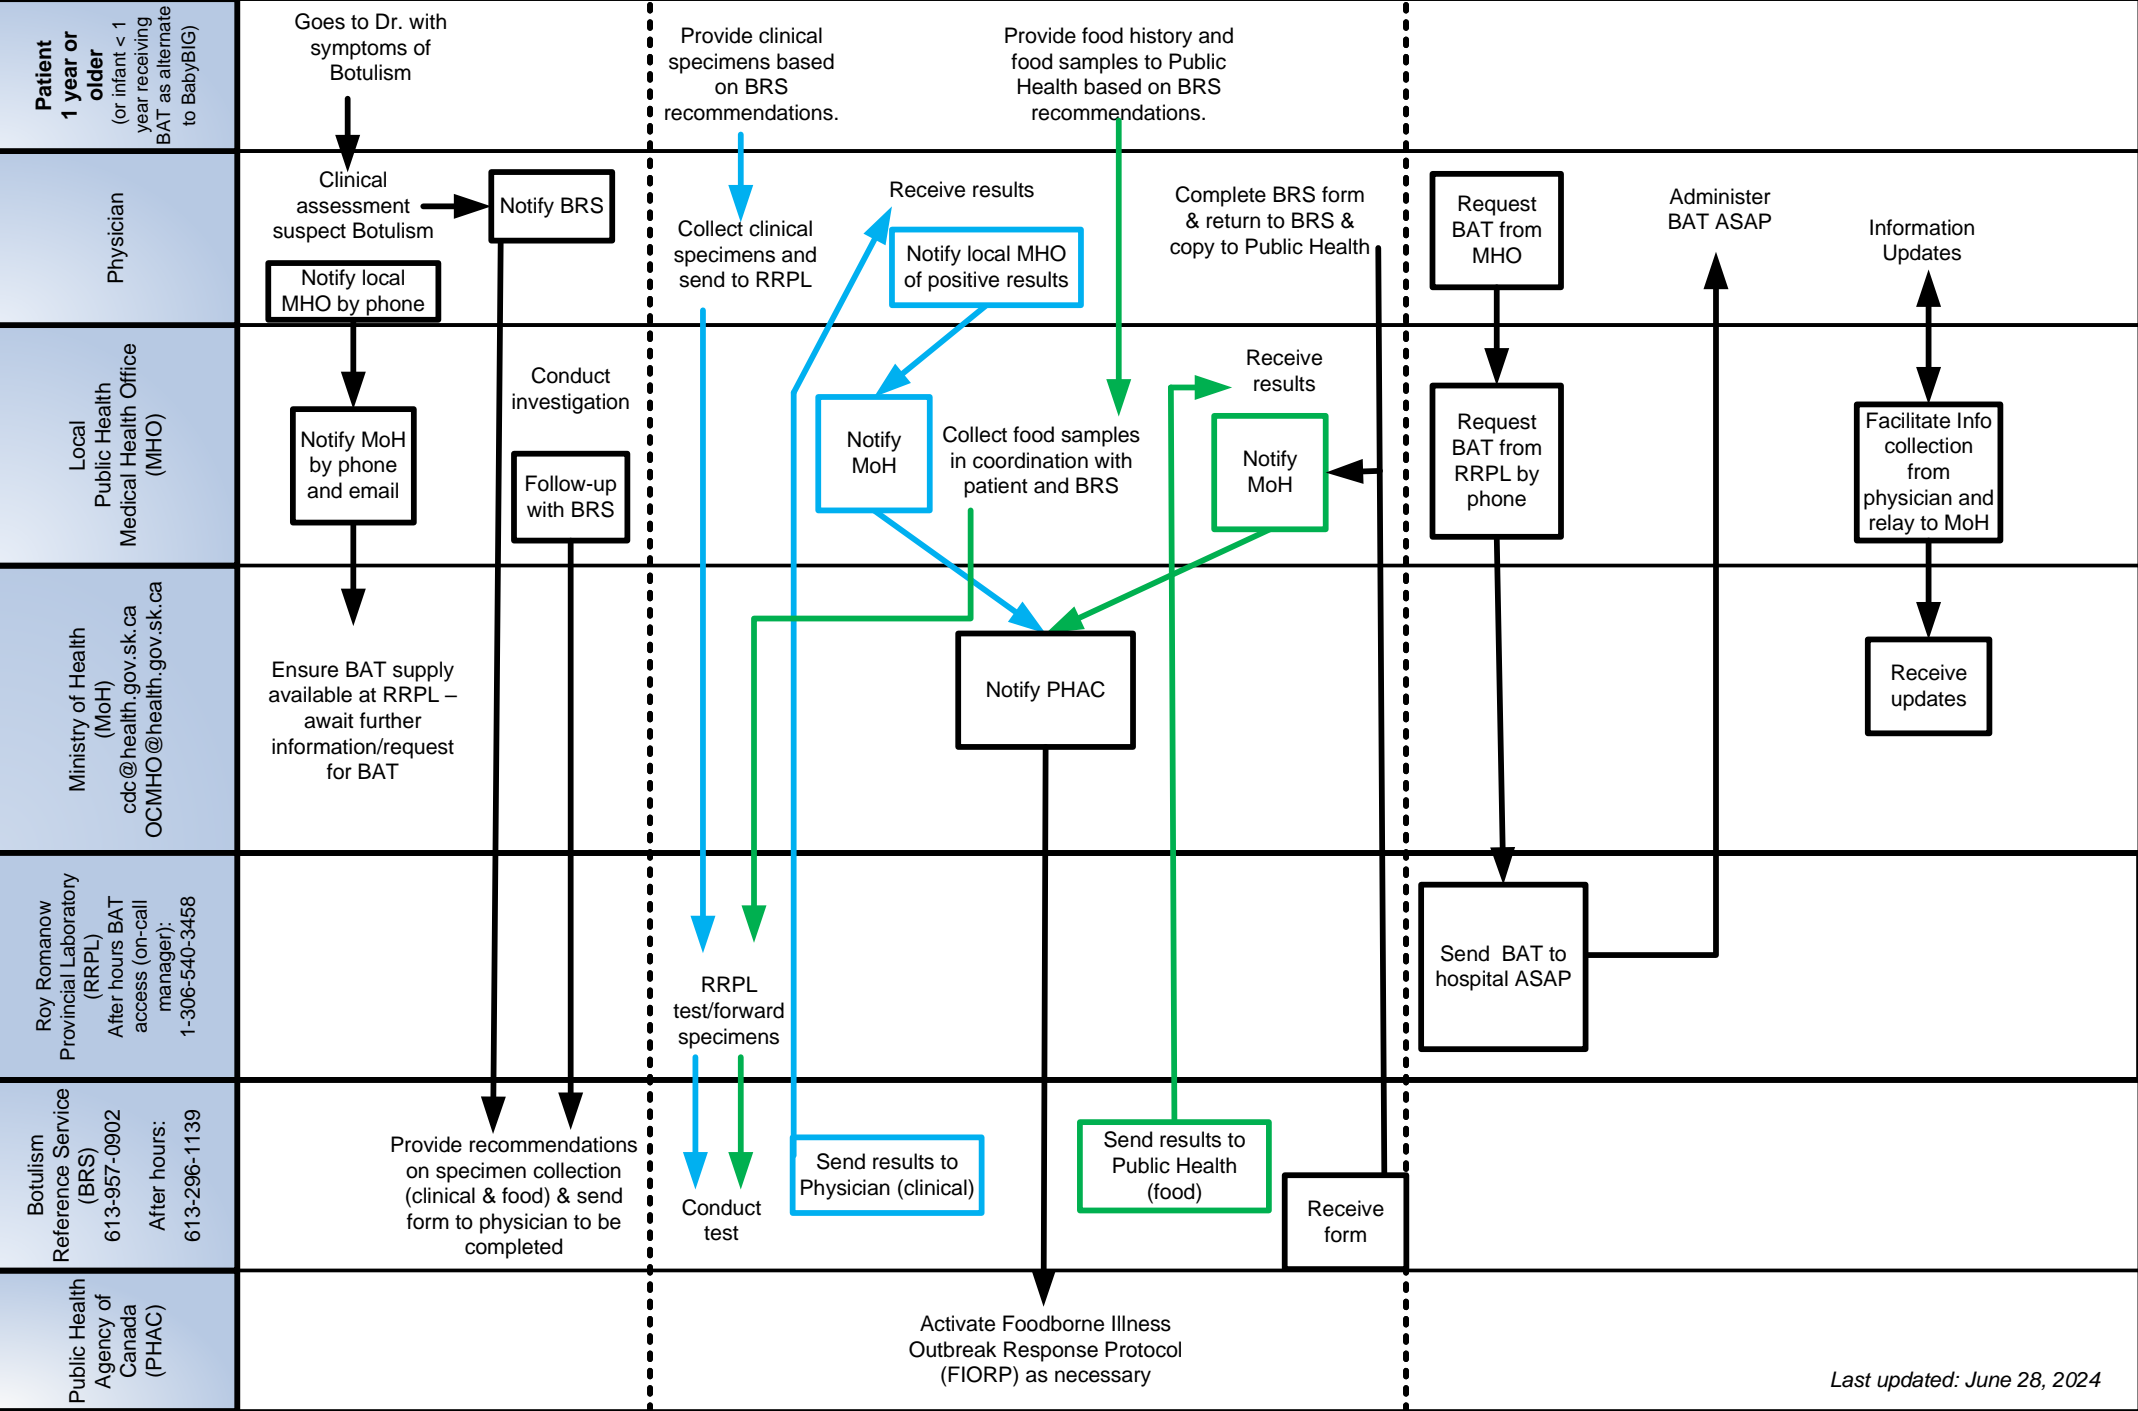 Patient
1 year or
older
(or infant < 1
year receiving
BAT as alternate
to BabyBIG)
Goes to Dr. with
symptoms of
Botulism
Provide clinical
specimens based
on BRS
recommendations.
Provide food history and
food samples to Public
Health based on BRS
recommendations.
Physician
Clinical
assessment
suspect Botulism
Notify BRS
Notify local
MHO by phone
Collect clinical
specimens and
send to RRPL
Receive results
Notify local MHO
of positive results
Complete BRS form
& return to BRS &
copy to Public Health
Request
BAT from
MHO
Administer
BAT ASAP
Information
Updates
Local
Public Health
Medical Health Office
(MHO)
Notify MoH
by phone
and email
Conduct
investigation
Follow-up
with BRS
Notify
MoH
Collect food samples
in coordination with
patient and BRS
Receive
results
Notify
MoH
Request
BAT from
RRPL by
phone
Facilitate Info
collection
from
physician and
relay to MoH
Ministry of Health
(MoH)
cdc@health.gov.sk.ca
OCMHO@health.gov.sk.ca
Ensure BAT supply
available at RRPL –
await further
information/request
for BAT
Notify PHAC
Receive
updates
Roy Romanow
Provincial Laboratory
(RRPL)
After hours BAT
access (on-call
manager):
1-306-540-3458
RRPL
test/forward
specimens
Send BAT to
hospital ASAP
Botulism
Reference Service
(BRS)
613-957-0902
After hours:
613-296-1139
Provide recommendations
on specimen collection
(clinical & food) & send
form to physician to be
completed
Conduct
test
Send results to
Physician (clinical)
Send results to
Public Health
(food)
Receive
form
Public Health
Agency of
Canada
(PHAC)
Activate Foodborne Illness
Outbreak Response Protocol
(FIORP) as necessary
Last updated: June 28, 2024